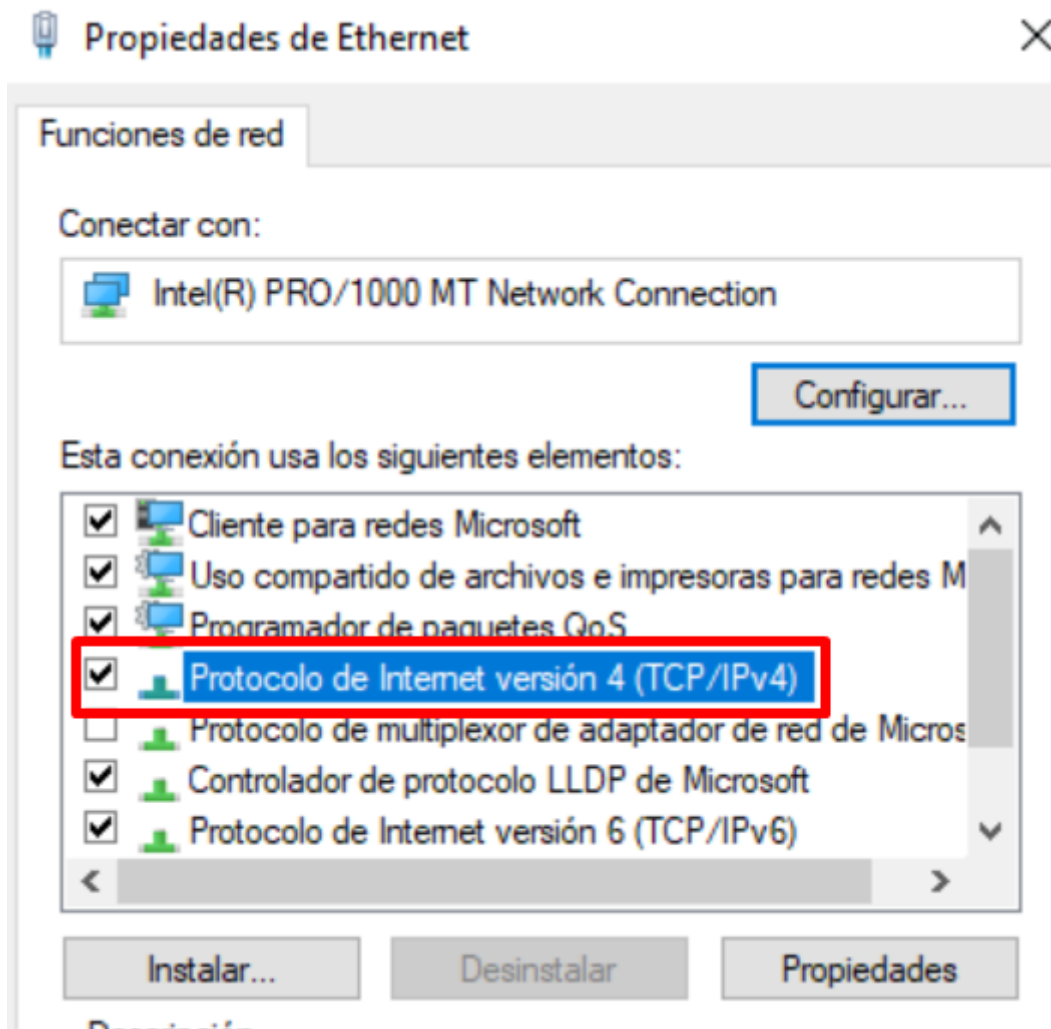 Propiedades de Ethernet
Funciones de red
Conectar con:
Intel(R) PRO/1000 MT Network Connection
Configurar...
Esta conexión usa los siguientes elementos:
Cliente para redes Microsoft
Uso compartido de archivos e impresoras para redes M
Programador de paquetes QoS
Protocolo de Internet versión 4 (TCP/IPv4)
Protocolo de multiplexor de adaptador de red de Micros
Controlador de protocolo LLDP de Microsoft
Protocolo de Internet versión 6 (TCP/IPv6)
Instalar...
Desinstalar
Propiedades